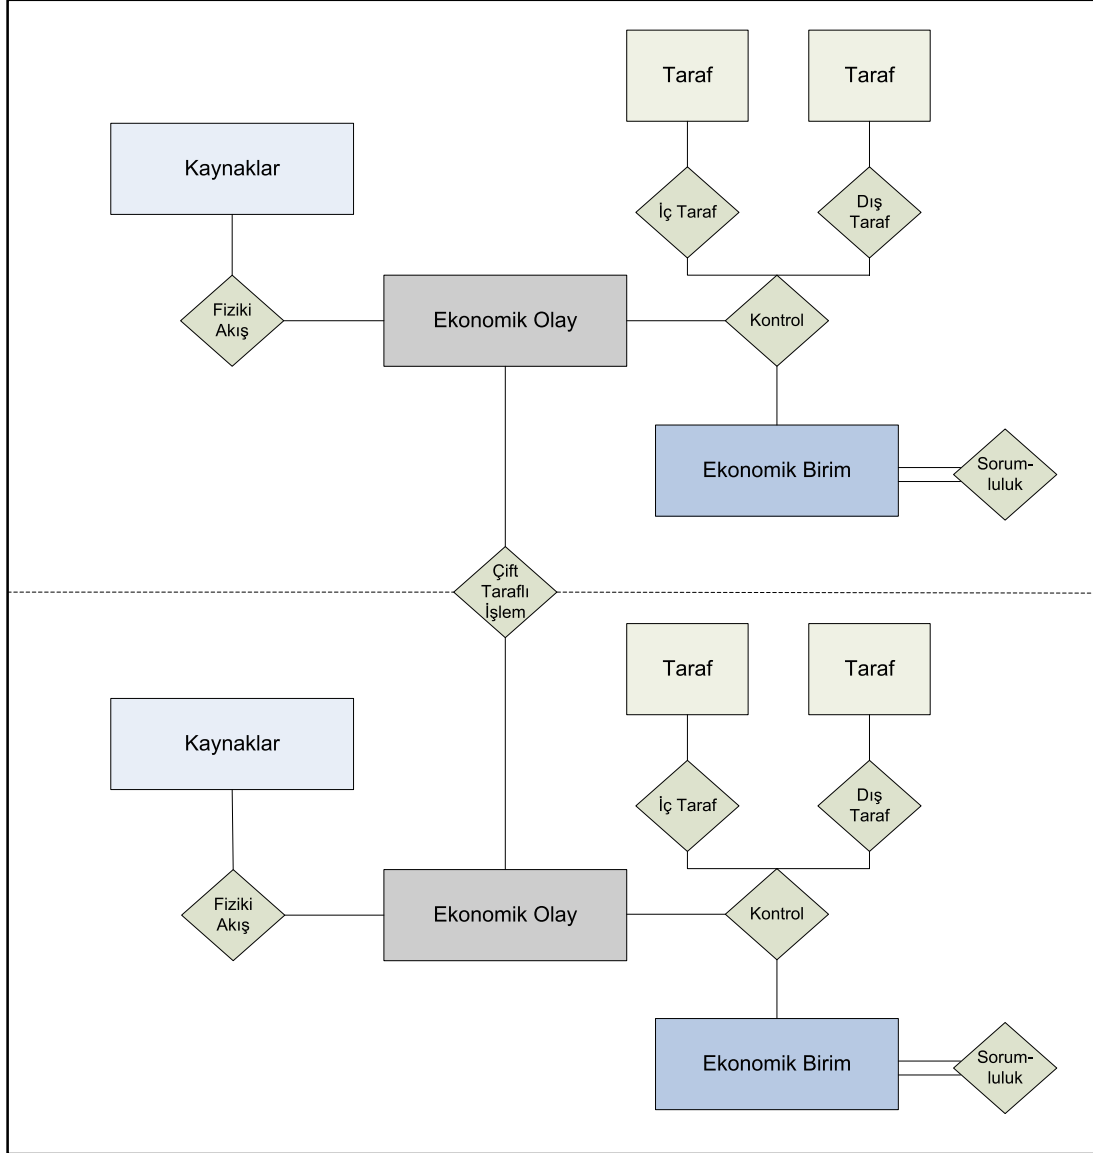 Taraf
Taraf
Kaynaklar
İç Taraf
Dış
Taraf
Fiziki
Akış
Ekonomik Olay
Kontrol
Ekonomik Birim
Sorum-
luluk
Çift
Taraflı
İşlem
Taraf
Taraf
Kaynaklar
İç Taraf
Dış
Taraf
Fiziki
Akış
Ekonomik Olay
Kontrol
Ekonomik Birim
Sorum-
luluk